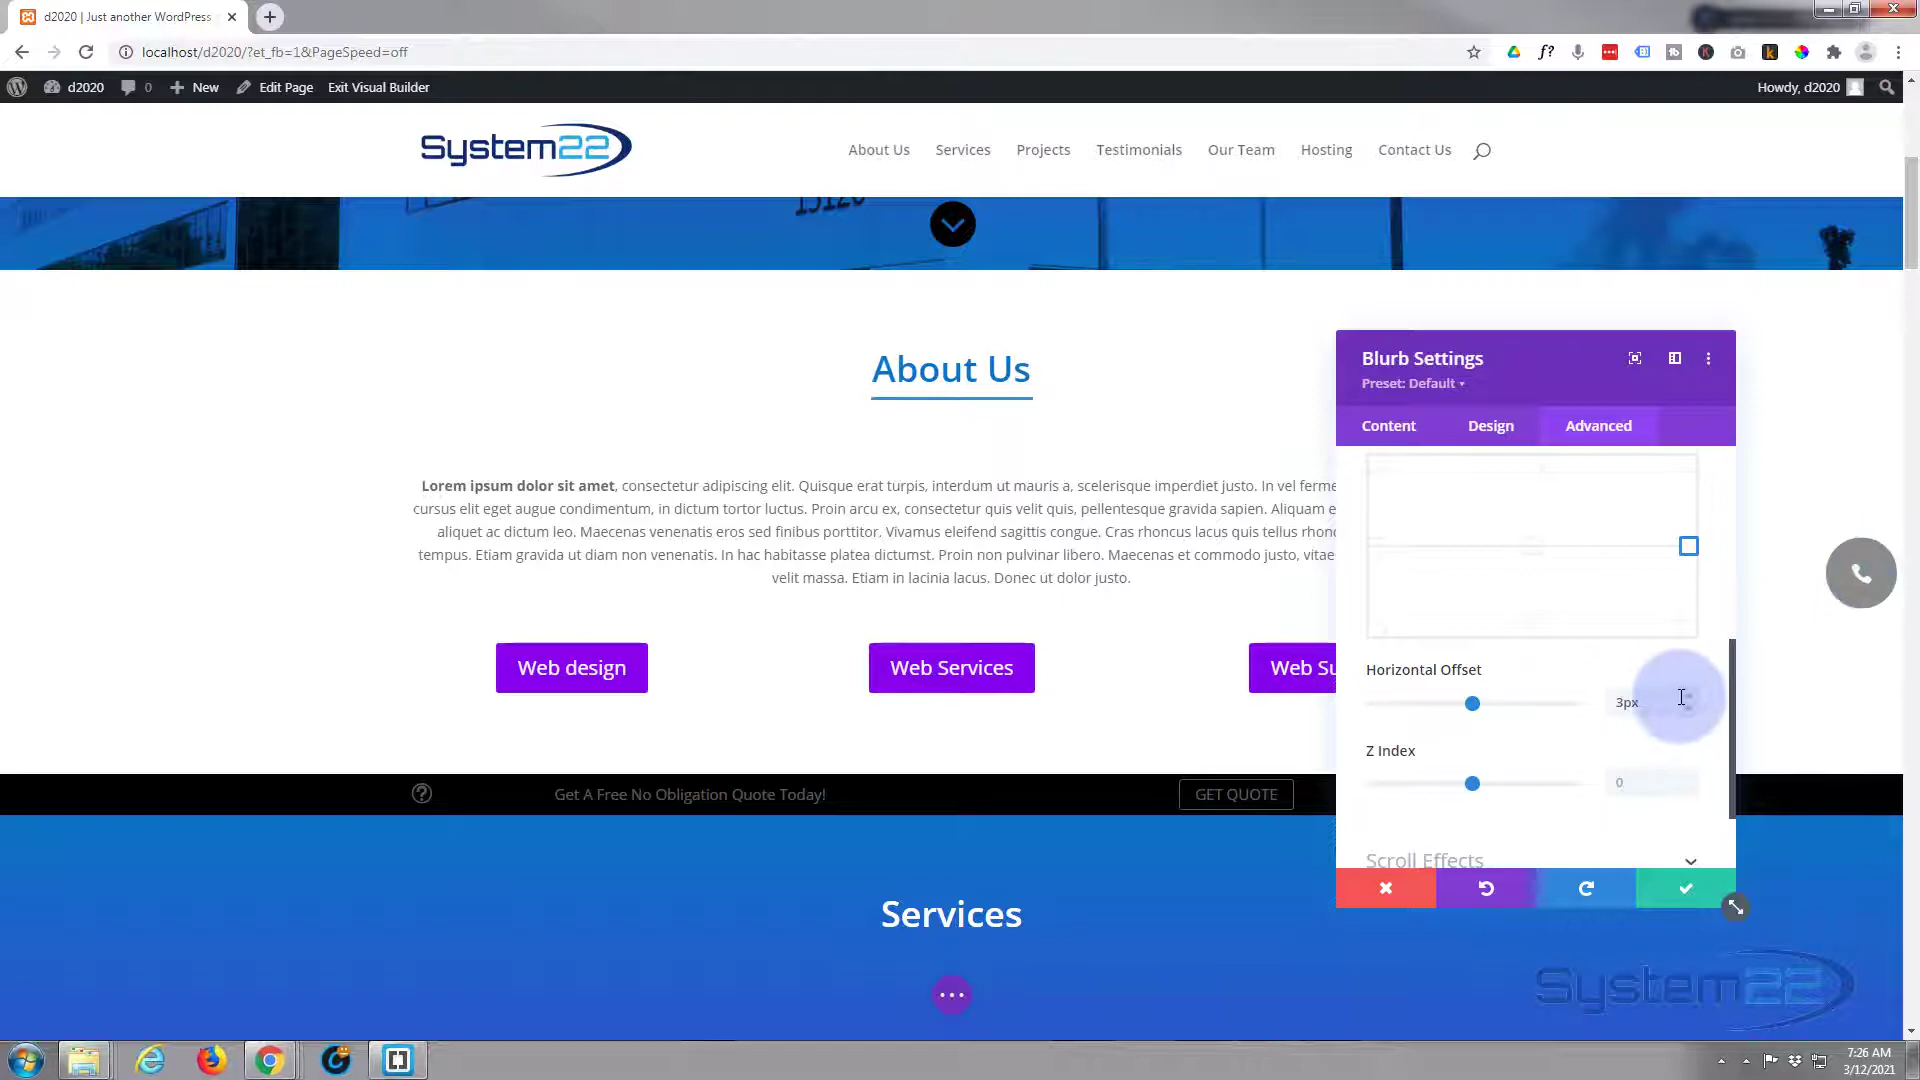 d2020 | Just another WordPress
localhost/d2020/?et_fb=1&PageSpeed=off
d2020
0
New
Edit Page
Exit Visual Builder
Howdy, d2020
System22
About Us
Services
Projects
Testimonials
Our Team
Hosting
Contact Us
15120
About Us
Lorem ipsum dolor sit amet, consectetur adipiscing elit. Quisque erat turpis, interdum ut mauris a, scelerisque imperdiet justo. In vel
cursus elit eget augue condimentum, in dictum tortor luctus. Proin arcu ex, consectetur quis velit quis, pellentesque gravida sapien. Aliquam
aliquet ac dictum leo. Maecenas venenatis eros sed finibus porttitor. Vivamus eleifend sagittis congue. Cras rhoncus lacus quis tellus
tempus. Etiam gravida ut diam non venenatis. In hac habitasse platea dictumst. Proin non pulvinar libero. Maecenas et commodo justo,
velit massa. Etiam in lacinia lacus. Donec ut dolor justo.
Web design
Web Services
Web Su
Get A Free No Obligation Quote Today!
GET QUOTE
Services
Blurb Settings
Preset: Default
Content
Design
Advanced
Horizontal Offset
3px
Z Index
0
Scroll Effects
System22
7:26 AM
3/12/2021